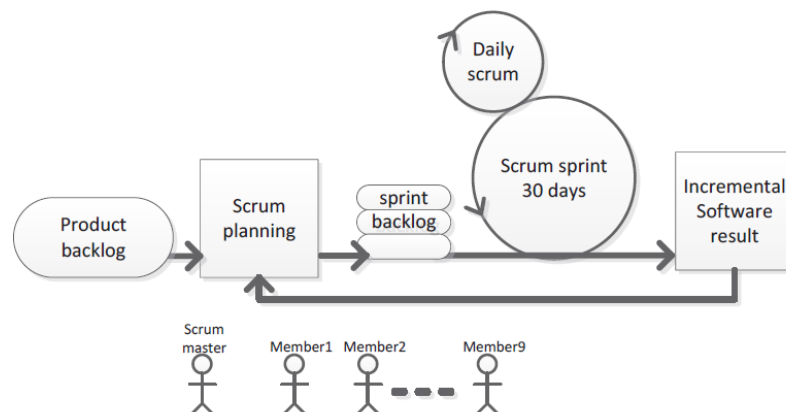 Daily
scrum
Scrum sprint
30 days
sprint
backlog
Product
backlog
Scrum
planning
Incremental
Software
result
Scrum
master
Member1
Member2
Member9